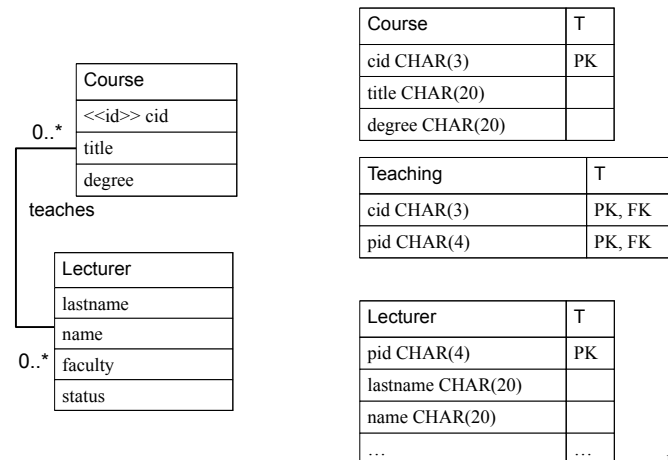 Course
<<id>> cid
title
degree
0..*
teaches
Lecturer
lastname
name
faculty
status
0..*
Course T
cid CHAR(3) PK
title CHAR(20)
degree CHAR(20)
Teaching T
cid CHAR(3) PK, FK
pid CHAR(4) PK, FK
Lecturer T
pid CHAR(4) PK
lastname CHAR(20)
name CHAR(20)
… …